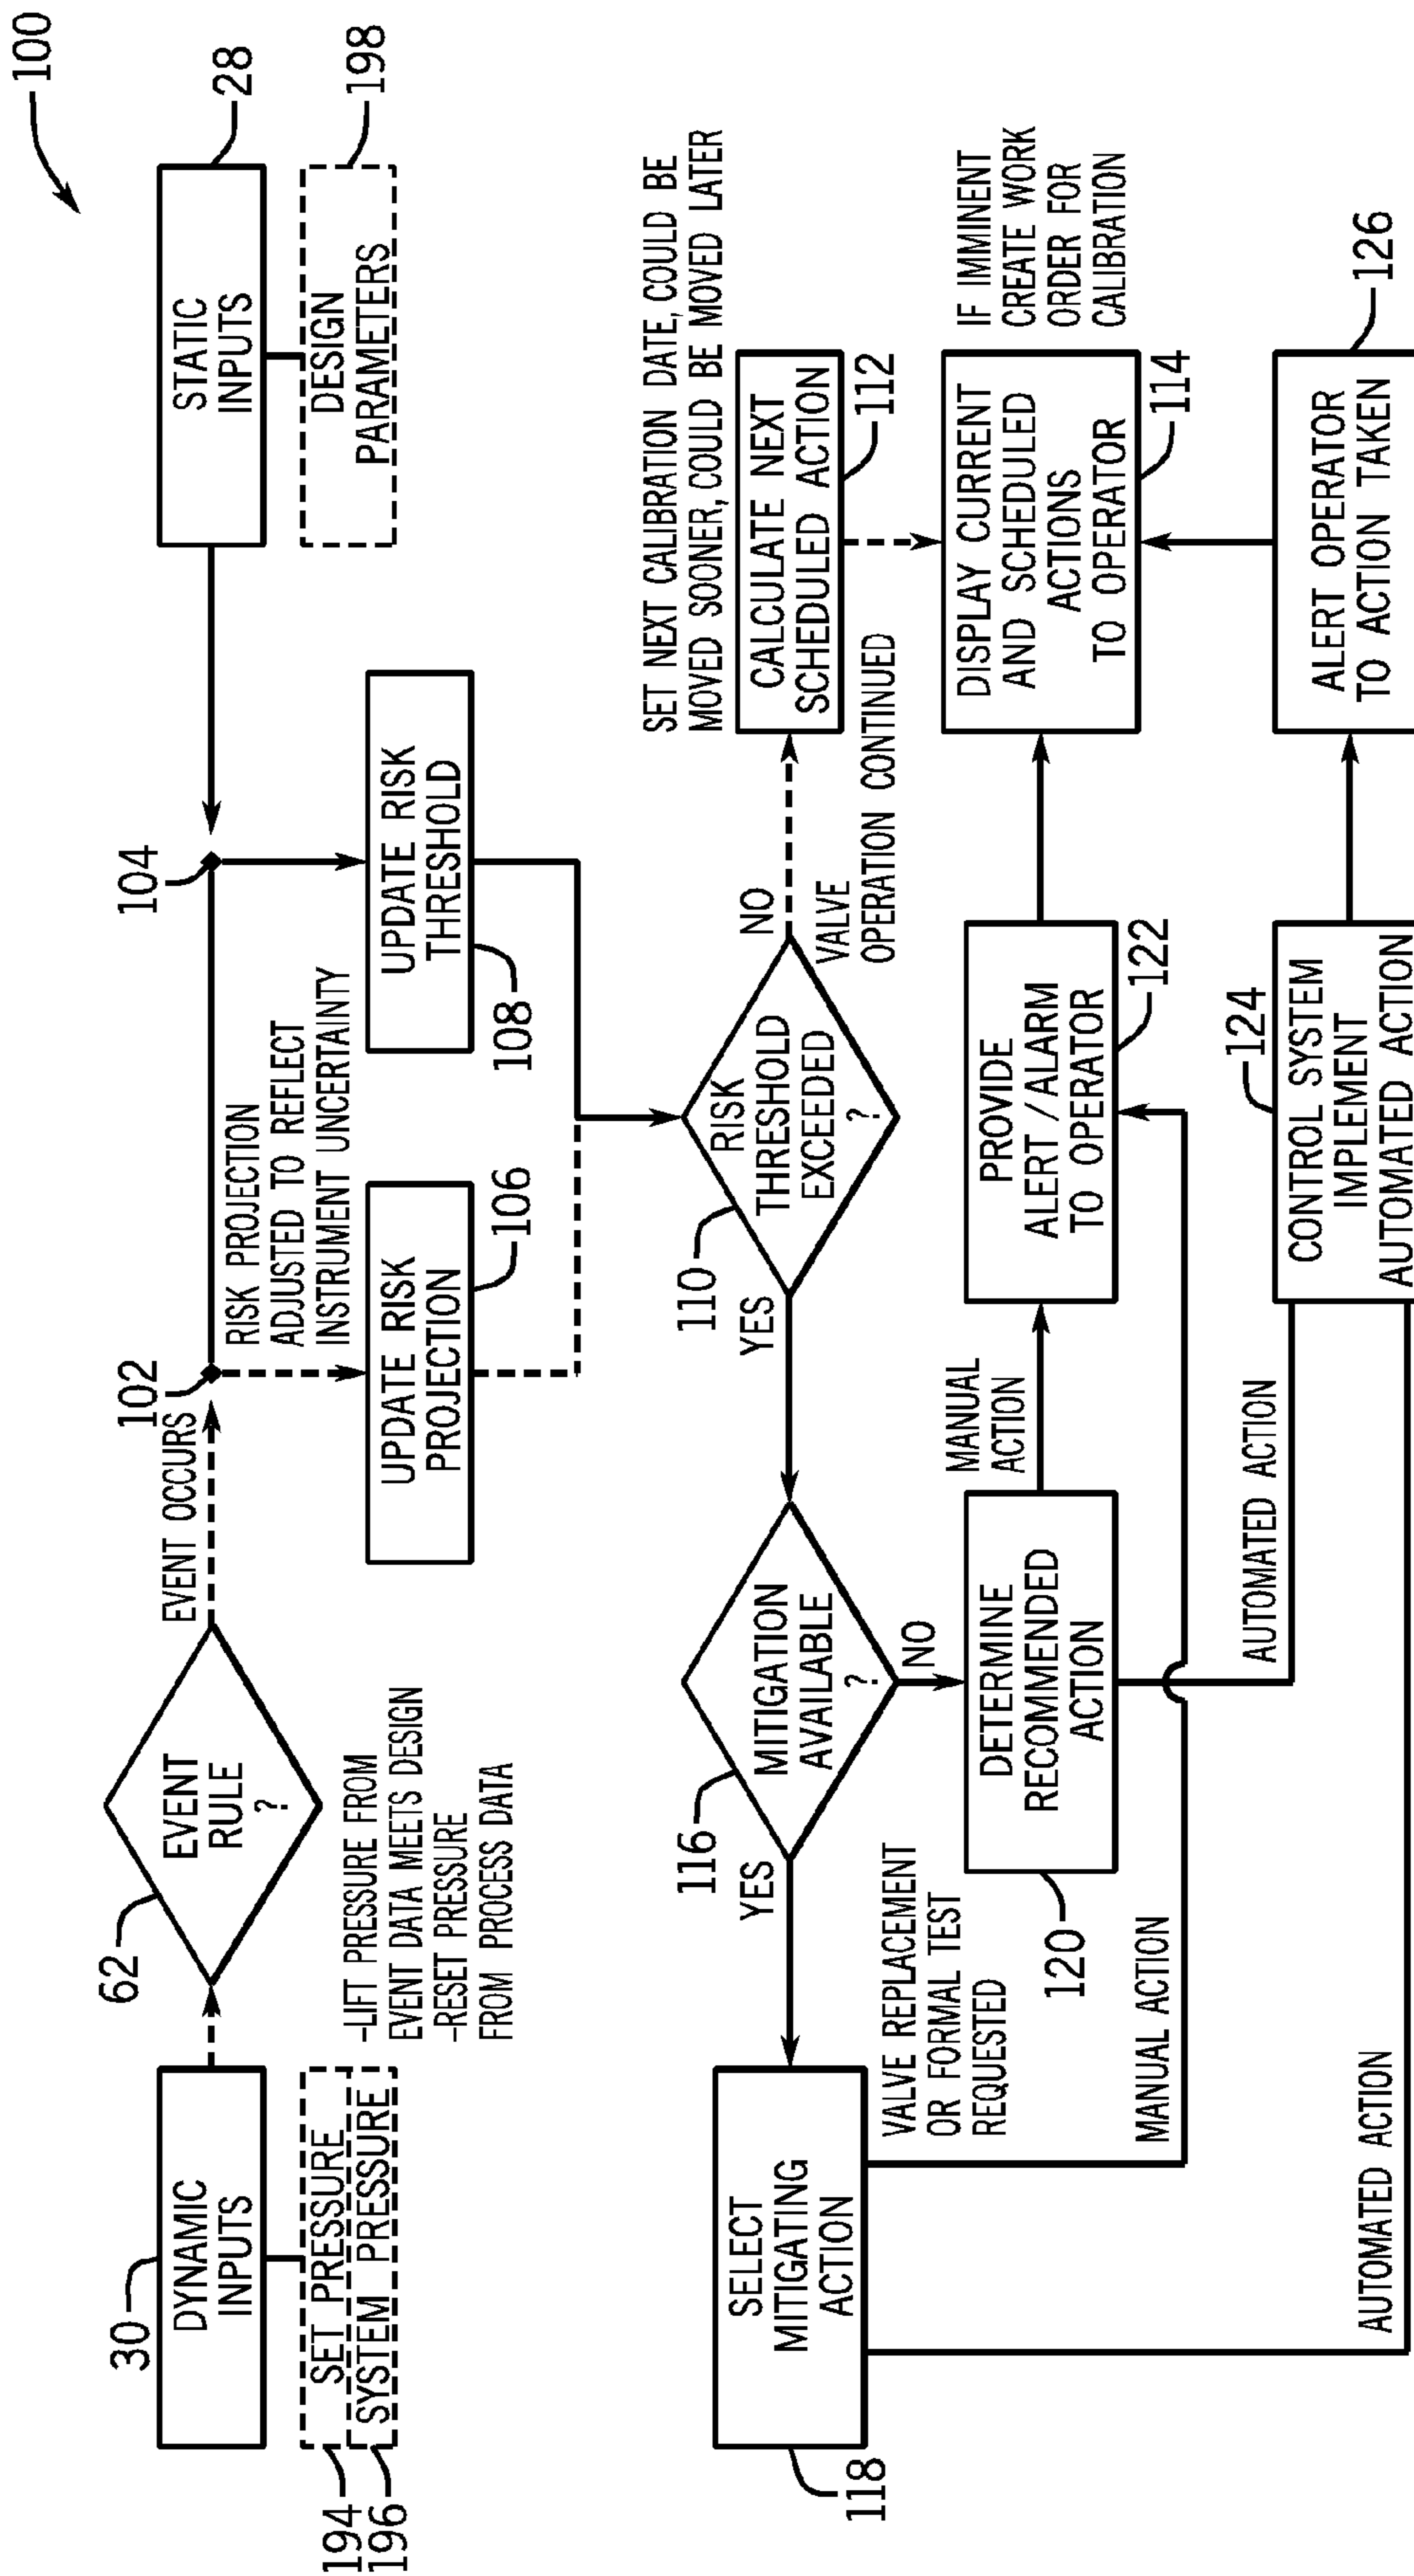 100
30
DYNAMIC
INPUTS
194
SET PRESSURE
196
SYSTEM PRESSURE
62
EVENT
RULE
?
-LIFT PRESSURE FROM
EVENT DATA MEETS DESIGN
-RESET PRESSURE
FROM PROCESS DATA
EVENT OCCURS
102
104
RISK PROJECTION
ADJUSTED TO REFLECT
INSTRUMENT UNCERTAINTY
STATIC
INPUTS
28
DESIGN
PARAMETERS
198
UPDATE RISK
PROJECTION
106
UPDATE RISK
THRESHOLD
108
SELECT
MITIGATING
ACTION
118
YES
116
MITIGATION
AVAILABLE
?
NO
YES
110
RISK
THRESHOLD
EXCEEDED
?
NO
VALVE
OPERATION CONTINUED
SET NEXT CALIBRATION DATE, COULD BE
MOVED SOONER, COULD BE MOVED LATER
CALCULATE NEXT
SCHEDULED ACTION
112
VALVE REPLACEMENT
OR FORMAL TEST
REQUESTED
DETERMINE
RECOMMENDED
ACTION
120
MANUAL
ACTION
PROVIDE
ALERT/ALARM
TO OPERATOR
122
DISPLAY CURRENT
AND SCHEDULED
ACTIONS
TO OPERATOR
114
IF IMMINENT
CREATE WORK
ORDER FOR
CALIBRATION
MANUAL ACTION
AUTOMATED ACTION
124
CONTROL SYSTEM
IMPLEMENT
AUTOMATED ACTION
ALERT OPERATOR
TO ACTION TAKEN
126
AUTOMATED ACTION